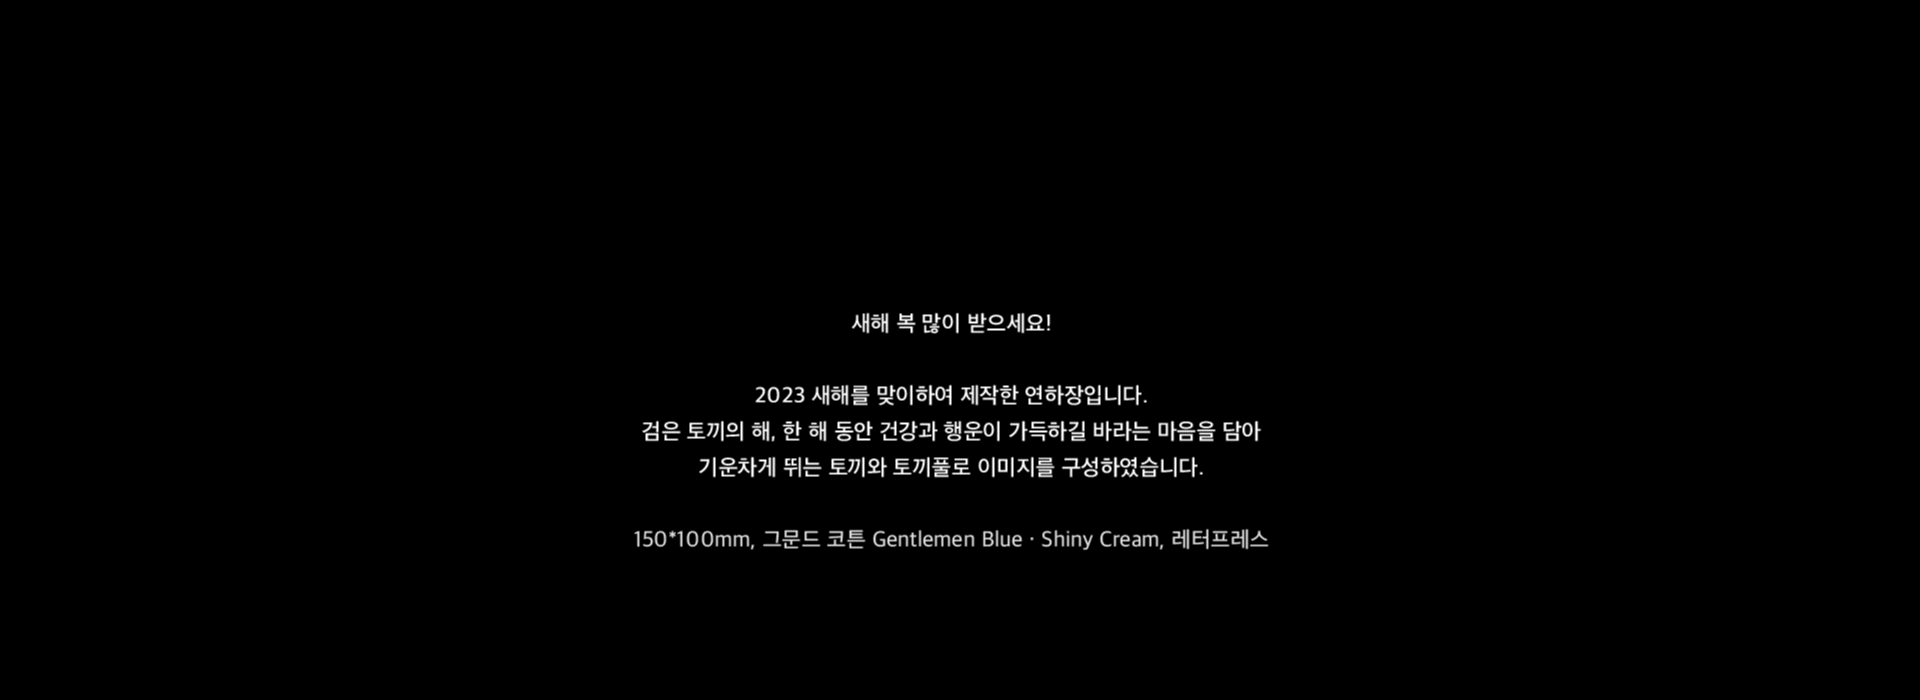 새해 복 많이 받으세요!
2023 새해를 맞이하여 제작한 연하장입니다.
검은 토끼의 해, 한 해 동안 건강과 행운이 가득하길 바라는 마음을 담아
기운차게 뛰는 토끼와 토끼풀로 이미지를 구성하였습니다.
150*100mm, 그문드 코튼 Gentlemen Blue · Shiny Cream, 레터프레스